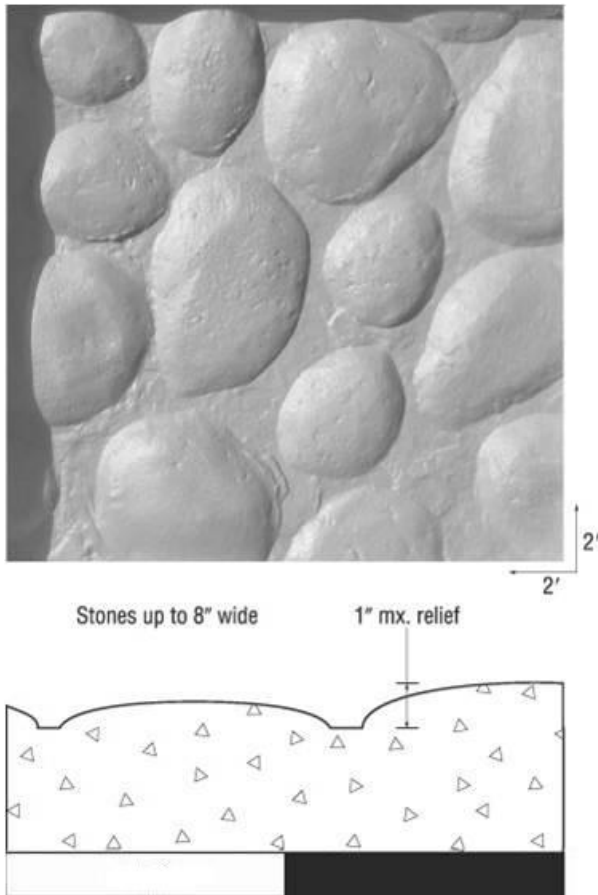 2'
2'
Stones up to 8" wide
1" mx. relief